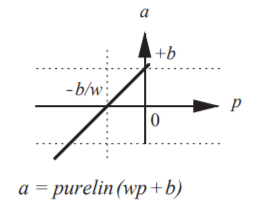 a
+b
−b/w
p
0
a = purelin (wp + b)